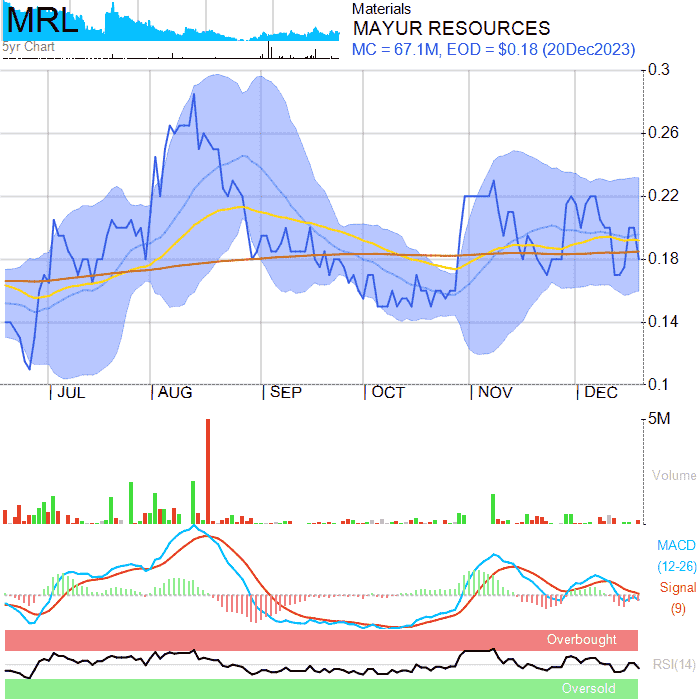 MRL
5yr Chart
Materials
MAYUR RESOURCES
MC = 67.1M, EOD = $0.18 (20Dec2023)
0.3
0.26
0.22
0.18
0.14
0.1
JUL AUG SEP OCT NOV DEC
5M
Volume
MACD
(12-26)
Signal
(9)
Overbought
RSI(14)
Oversold